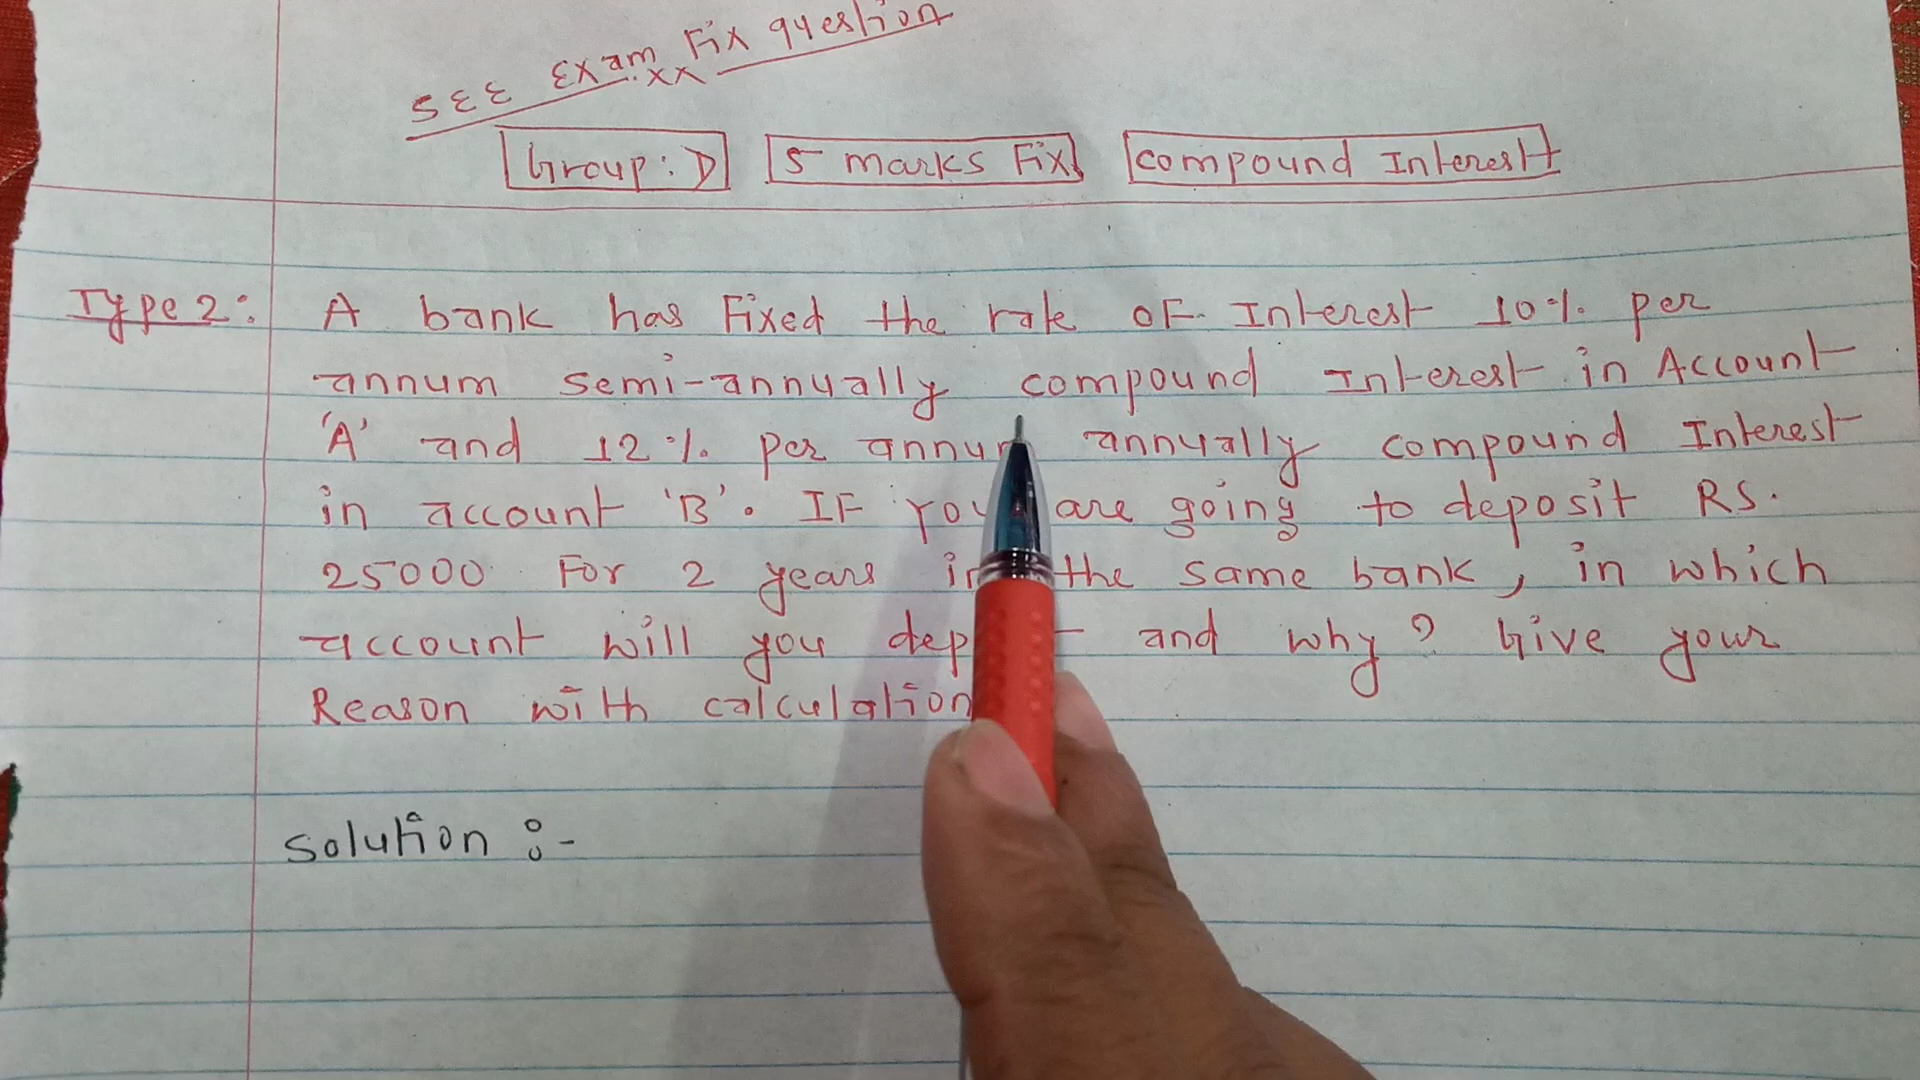 SEE Exam Fix question
xx
Group: D 5 marks Fix compound Interest
Type 2: A bank has Fixed the rate of Interest 10% per
annum semi-annually compound Interest in Account
'A' and 12% per annum annually compound Interest
in account 'B'. IF you are going to deposit RS.
25000 For 2 years in the same bank, in which
account will you dep and why? Give your
Reason with calculation
Solution :-